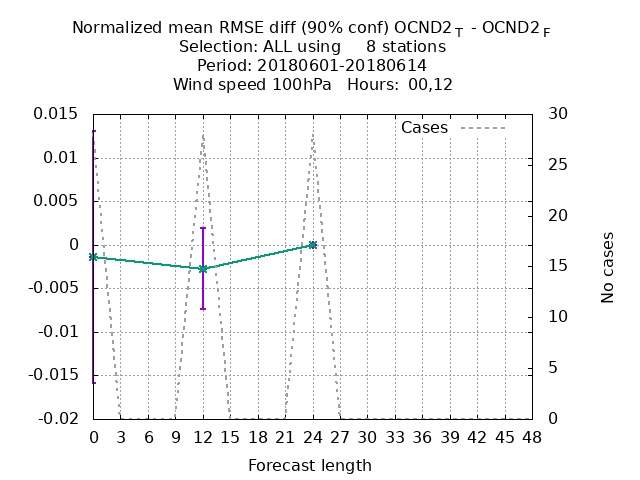 Normalized mean RMSE diff (90% conf) OCND2 T - OCND2 F
Selection: ALL using 8 stations
Period: 20180601-20180614
Wind speed 100hPa Hours: 00,12
0.015
0.01
0.005
0
-0.005
-0.01
-0.015
-0.02
Cases
30
25
20
15
10
5
0
No cases
0 3 6 9 12 15 18 21 24 27 30 33 36 39 42 45 48
Forecast length